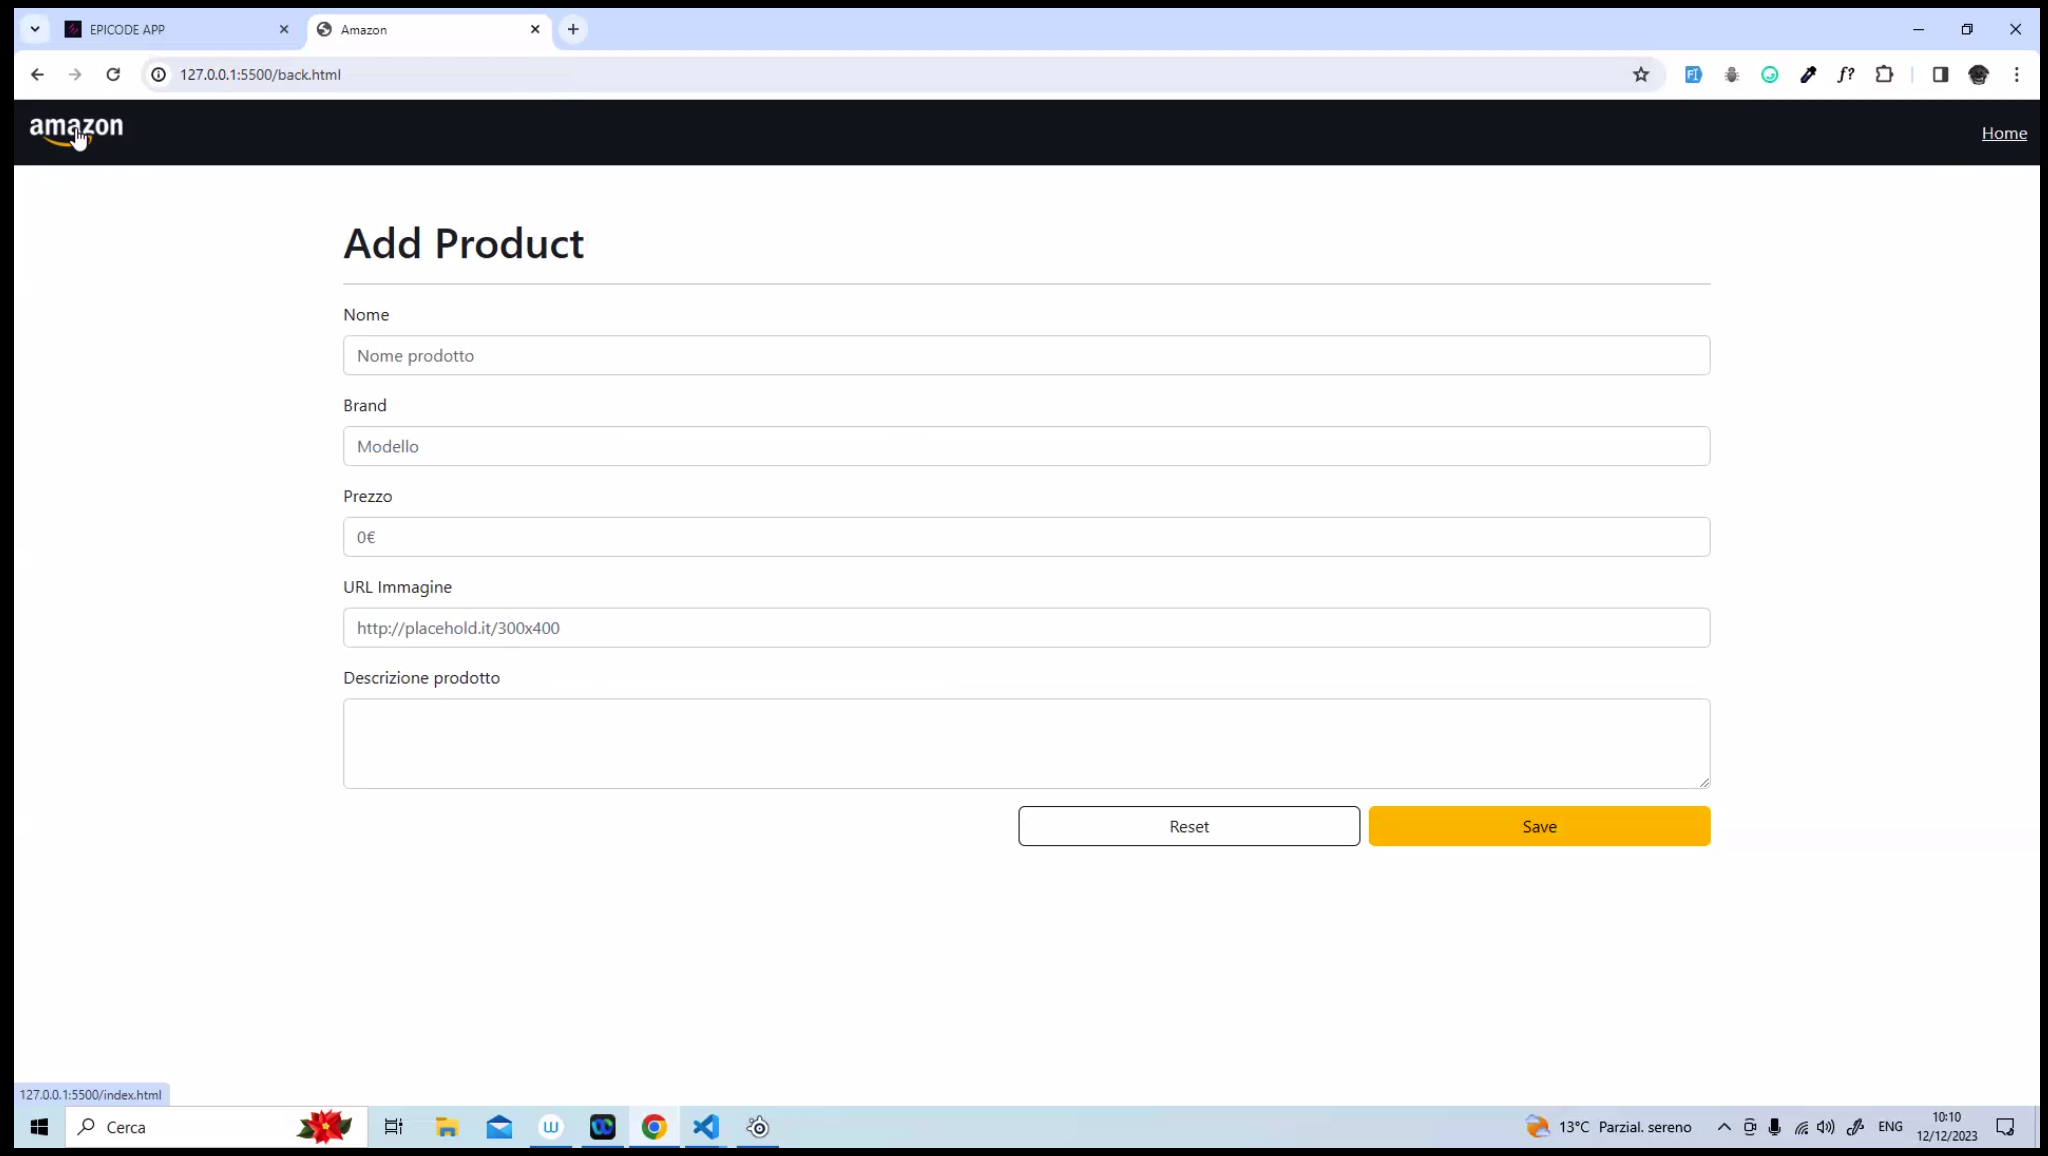 EPICODE APP
Amazon
127.0.0.1:5500/back.html
f?
amazon
Home
Add Product
Nome
Nome prodotto
Brand
Modello
Prezzo
0€
URL Immagine
http://placehold.it/300x400
Descrizione prodotto
Reset
Save
127.0.0.1:5500/index.html
Cerca
W
13°C Parzial. sereno
ENG
10:10
12/12/2023